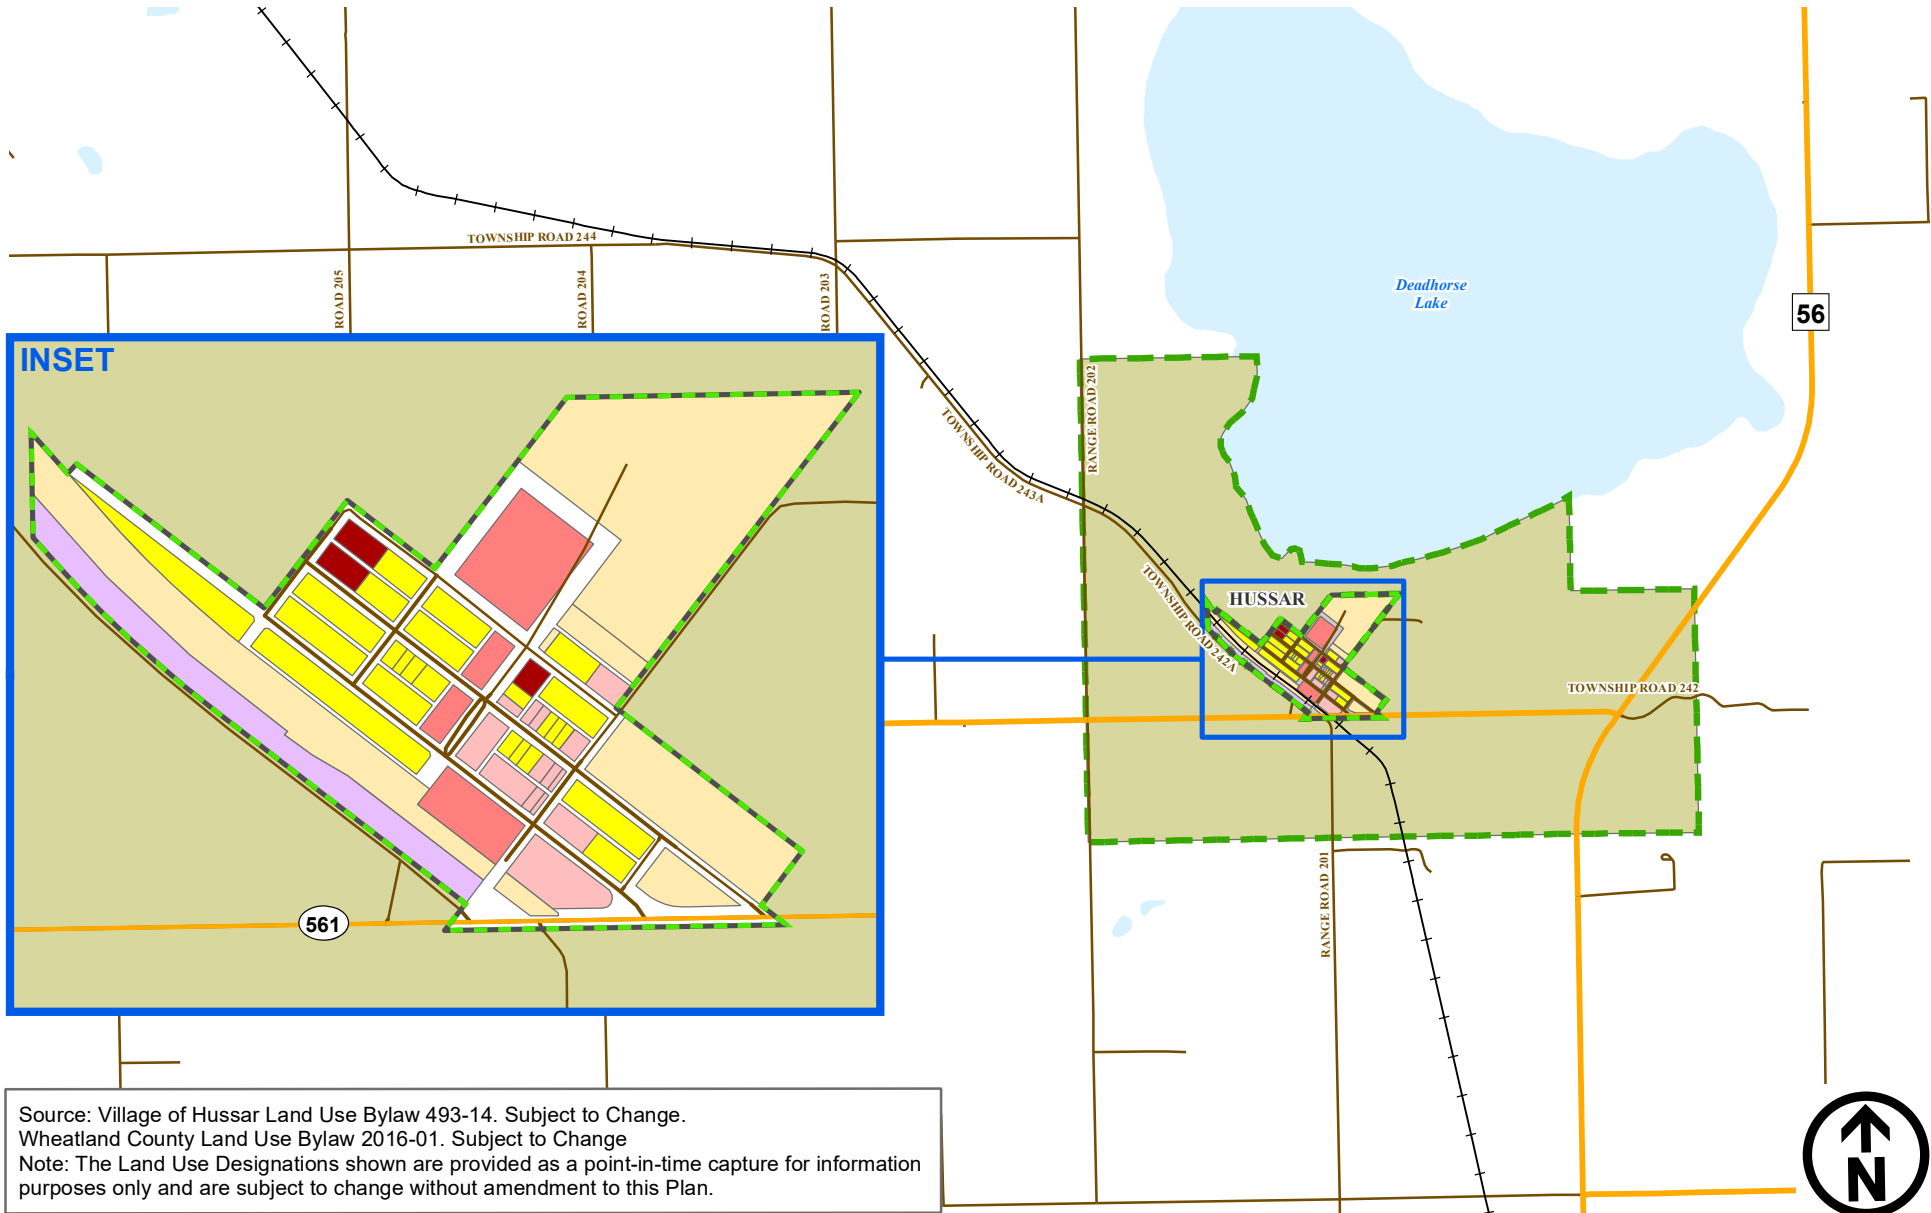 TOWNSHIP ROAD 244
ROAD 205
ROAD 204
ROAD 203
Deadhorse
Lake
56
INSET
RANGE ROAD 202
TOWNSHIP ROAD 243A
TOWNSHIP ROAD 242A
HUSSAR
TOWNSHIP ROAD 242
561
RANGE ROAD 201
Source: Village of Hussar Land Use Bylaw 493-14. Subject to Change.
Wheatland County Land Use Bylaw 2016-01. Subject to Change
Note: The Land Use Designations shown are provided as a point-in-time capture for information
purposes only and are subject to change without amendment to this Plan.
N